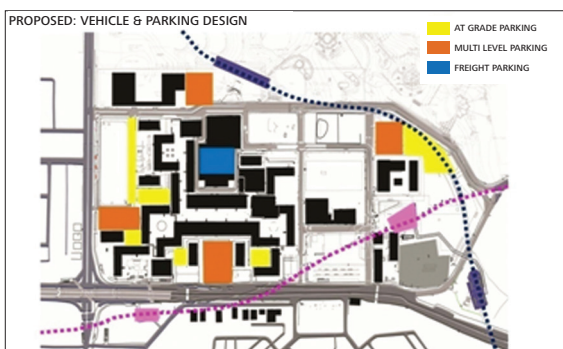 PROPOSED: VEHICLE & PARKING DESIGN
AT GRADE PARKING
MULTI LEVEL PARKING
FREIGHT PARKING